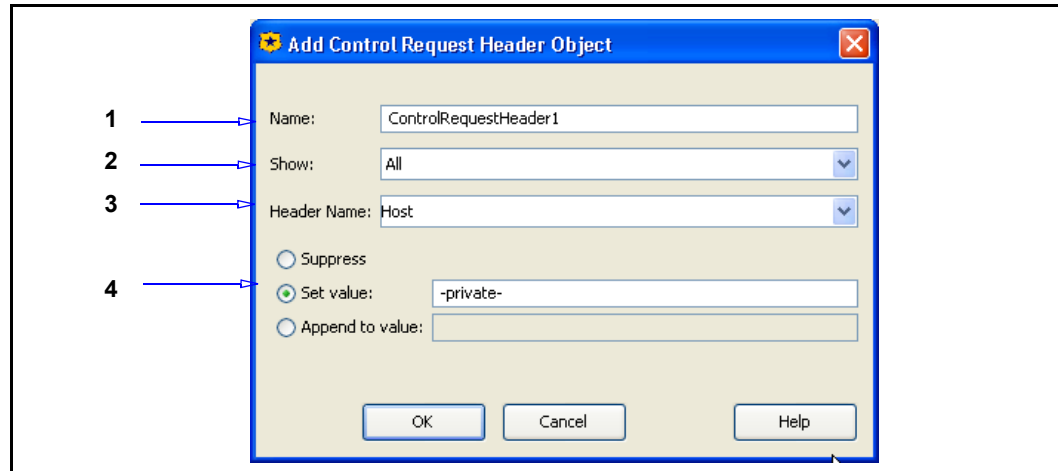 Add Control Request Header Object
1 Name: ControlRequestHeader1
2 Show: All
3 Header Name: Host
Suppress
4 Set value: -private-
Append to value:
OK Cancel Help